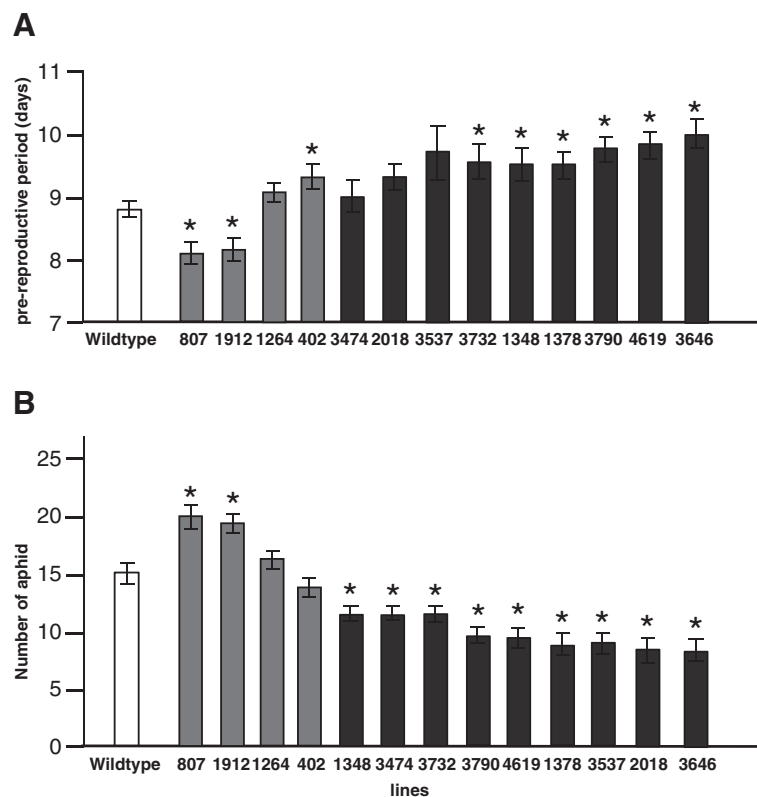 A
pre-reproductive period (days)
11
10
9
8
7
* * * * * * * * *
Wildtype 807 1912 1264 402 3474 2018 3537 3732 1348 1378 3790 4619 3646
B
Number of aphid
25
20
15
10
5
0
* * * * * * * * * * *
Wildtype 807 1912 1264 402 1348 3474 3732 3790 4619 1378 3537 2018 3646
lines